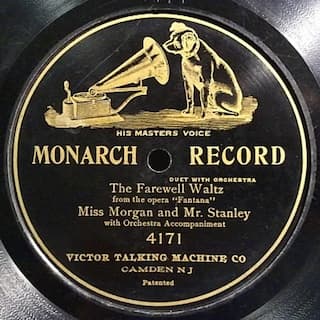 HIS MASTERS VOICE
MONARCH RECORD
DUET WITH ORCHESTRA
The Farewell Waltz
from the opera "Fantana"
Miss Morgan and Mr. Stanley
with Orchestra Accompaniment
4171
VICTOR TALKING MACHINE CO
CAMDEN N J
Patented